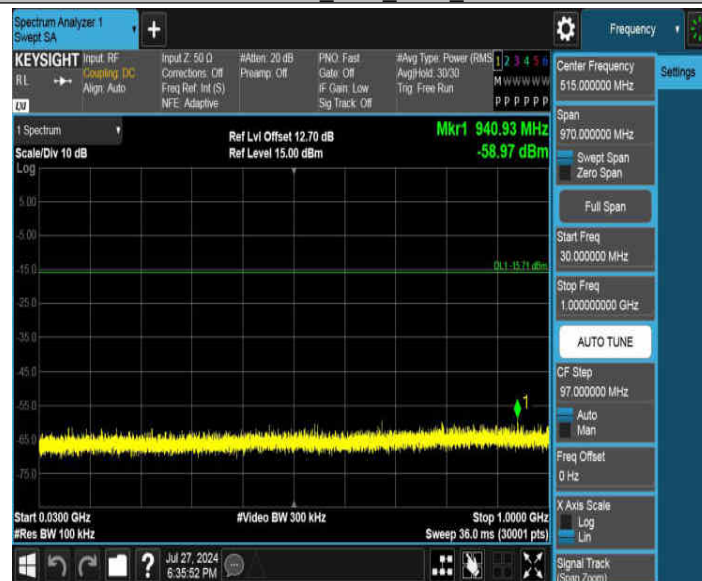 Spectrum Analyzer 1
Swept SA
Frequency
KEYSIGHT
RL
Input: RF
Coupling: DC
Align: Auto
Input Z: 50 Ω
Corrections: Off
Freq Ref: Int (S)
NFE: Adaptive
#Atten: 20 dB
Preamp: Off
PNO: Fast
Gate: Off
IF Gain: Low
Sig Track: Off
#Avg Type: Power (RMS
Avg|Hold: 30/30
Trig: Free Run
1 2 3 4 5 6
M W W W W W
P P P P P P
1 Spectrum
Scale/Div 10 dB
Log
Ref Lvl Offset 12.70 dB
Ref Level 15.00 dBm
Mkr1 940.93 MHz
-58.97 dBm
5.00
-5.00
-15.0
DL1 -15.71 dBm
-25.0
-35.0
-45.0
-55.0
-65.0
-75.0
1
Start 0.0300 GHz
#Res BW 100 kHz
#Video BW 300 kHz
Stop 1.0000 GHz
Sweep 36.0 ms (30001 pts)
Jul 27, 2024
6:35:52 PM
Center Frequency
515.000000 MHz
Settings
Span
970.000000 MHz
Swept Span
Zero Span
Full Span
Start Freq
30.000000 MHz
Stop Freq
1.000000000 GHz
AUTO TUNE
CF Step
97.000000 MHz
Auto
Man
Freq Offset
0 Hz
X Axis Scale
Log
Lin
Signal Track
(Span Zoom)